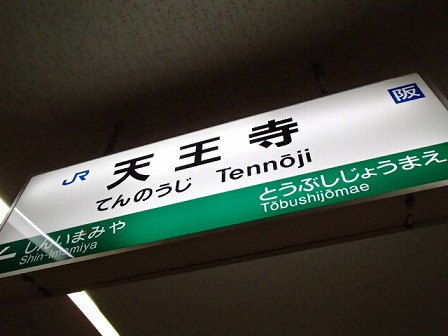 阪
JR 天王寺
てんのうじ Tennōji
しんいまみや
Shin-Imamiya
とうぶしじょうまえ
Tōbushijōmae